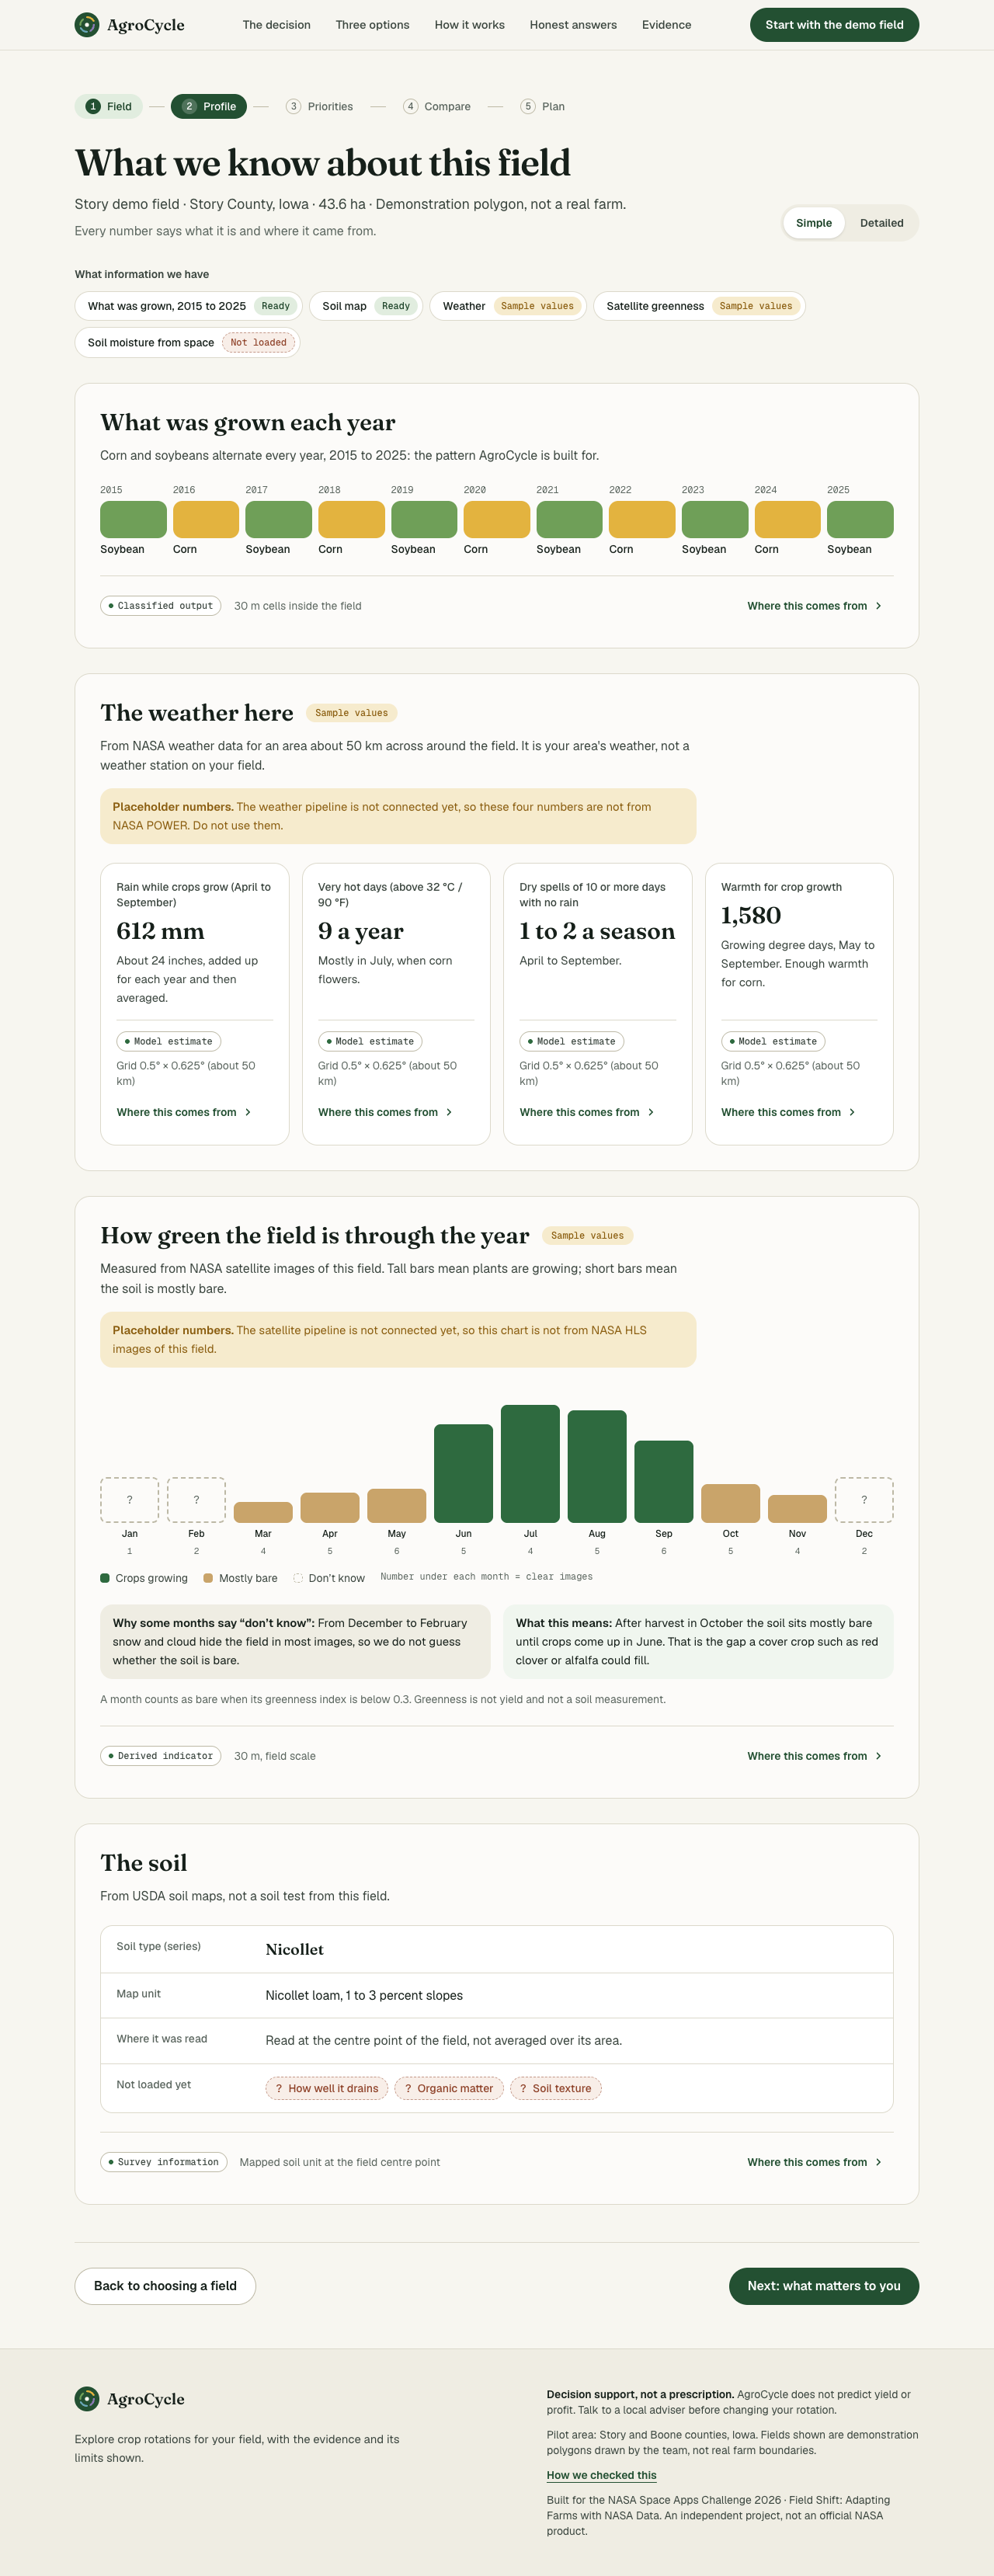 AgroCycle
The decision
Three options
How it works
Honest answers
Evidence
Start with the demo field
1 Field
2 Profile
3 Priorities
4 Compare
5 Plan
What we know about this field
Story demo field · Story County, Iowa · 43.6 ha · Demonstration polygon, not a real farm.
Every number says what it is and where it came from.
Simple
Detailed
What information we have
What was grown, 2015 to 2025 Ready
Soil map Ready
Weather Sample values
Satellite greenness Sample values
Soil moisture from space Not loaded
What was grown each year
Corn and soybeans alternate every year, 2015 to 2025: the pattern AgroCycle is built for.
2015 2016 2017 2018 2019 2020 2021 2022 2023 2024 2025
Soybean Corn Soybean Corn Soybean Corn Soybean Corn Soybean Corn Soybean
Classified output
30 m cells inside the field
Where this comes from
The weather here
Sample values
From NASA weather data for an area about 50 km across around the field. It is your area's weather, not a
weather station on your field.
Placeholder numbers. The weather pipeline is not connected yet, so these four numbers are not from
NASA POWER. Do not use them.
Rain while crops grow (April to
September)
612 mm
About 24 inches, added up
for each year and then
averaged.
Model estimate
Grid 0.5° × 0.625° (about 50
km)
Where this comes from
Very hot days (above 32 °C /
90 °F)
9 a year
Mostly in July, when corn
flowers.
Model estimate
Grid 0.5° × 0.625° (about 50
km)
Where this comes from
Dry spells of 10 or more days
with no rain
1 to 2 a season
April to September.
Model estimate
Grid 0.5° × 0.625° (about 50
km)
Where this comes from
Warmth for crop growth
1,580
Growing degree days, May to
September. Enough warmth
for corn.
Model estimate
Grid 0.5° × 0.625° (about 50
km)
Where this comes from
How green the field is through the year
Sample values
Measured from NASA satellite images of this field. Tall bars mean plants are growing; short bars mean
the soil is mostly bare.
Placeholder numbers. The satellite pipeline is not connected yet, so this chart is not from NASA HLS
images of this field.
? ? ?
Jan Feb Mar Apr May Jun Jul Aug Sep Oct Nov Dec
1 2 4 5 6 5 4 5 6 5 4 2
Crops growing
Mostly bare
Don't know
Number under each month = clear images
Why some months say “don’t know”: From December to February
snow and cloud hide the field in most images, so we do not guess
whether the soil is bare.
What this means: After harvest in October the soil sits mostly bare
until crops come up in June. That is the gap a cover crop such as red
clover or alfalfa could fill.
A month counts as bare when its greenness index is below 0.3. Greenness is not yield and not a soil measurement.
Derived indicator
30 m, field scale
Where this comes from
The soil
From USDA soil maps, not a soil test from this field.
Soil type (series)
Nicollet
Map unit
Nicollet loam, 1 to 3 percent slopes
Where it was read
Read at the centre point of the field, not averaged over its area.
Not loaded yet
? How well it drains
? Organic matter
? Soil texture
Survey information
Mapped soil unit at the field centre point
Where this comes from
Back to choosing a field
Next: what matters to you
AgroCycle
Explore crop rotations for your field, with the evidence and its
limits shown.
Decision support, not a prescription. AgroCycle does not predict yield or
profit. Talk to a local adviser before changing your rotation.
Pilot area: Story and Boone counties, Iowa. Fields shown are demonstration
polygons drawn by the team, not real farm boundaries.
How we checked this
Built for the NASA Space Apps Challenge 2026 · Field Shift: Adapting
Farms with NASA Data. An independent project, not an official NASA
product.